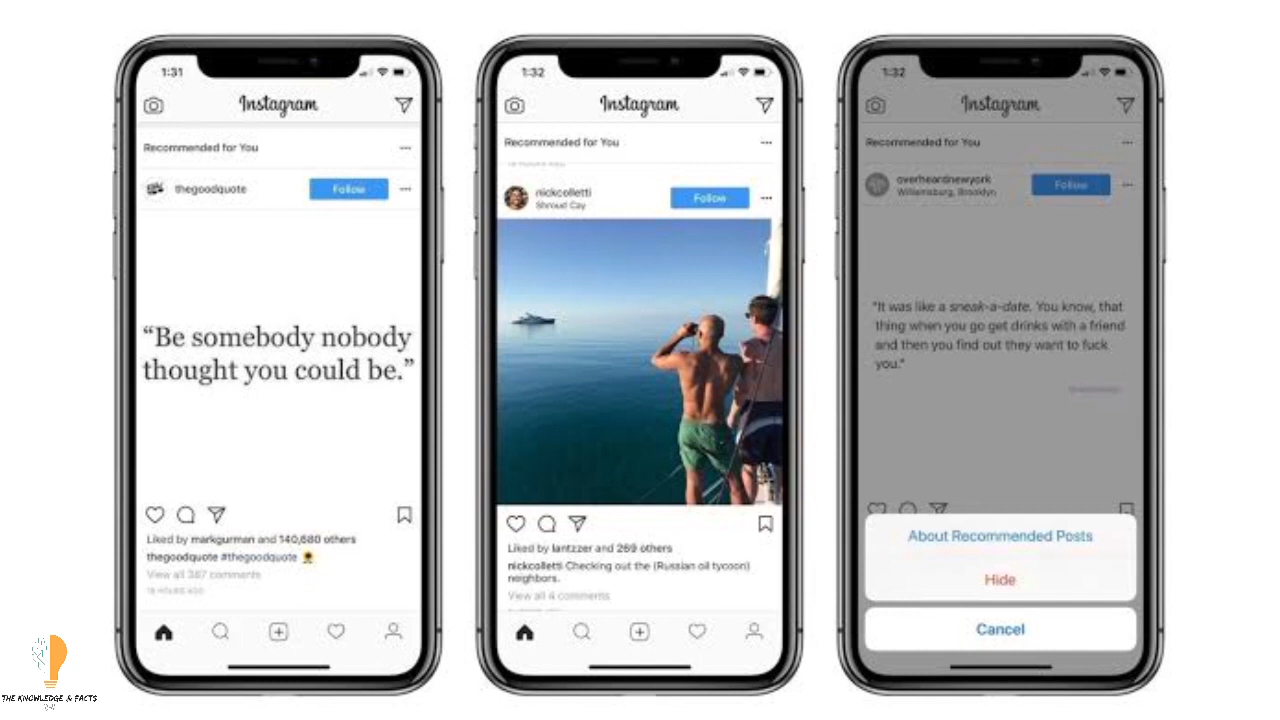 1:31
Instagram
Recommended for You
thegoodquote
Follow
“Be somebody nobody
thought you could be.”
Liked by markgurman and 140,680 others
thegoodquote #thegoodquote 🌻
View all 387 comments
1:32
Instagram
Recommended for You
nickcolletti
Shroud Cay
Follow
Liked by lantzzer and 269 others
nickcolletti Checking out the (Russian oil tycoon)
neighbors.
View all 4 comments
1:32
Instagram
Recommended for You
overheardnewyork
Williamsburg, Brooklyn
Follow
“It was like a sneak-a-date. You know, that
thing when you go get drinks with a friend
and then you find out they want to fuck
you.”
About Recommended Posts
Hide
Cancel
THE KNOWLEDGE & FACTS